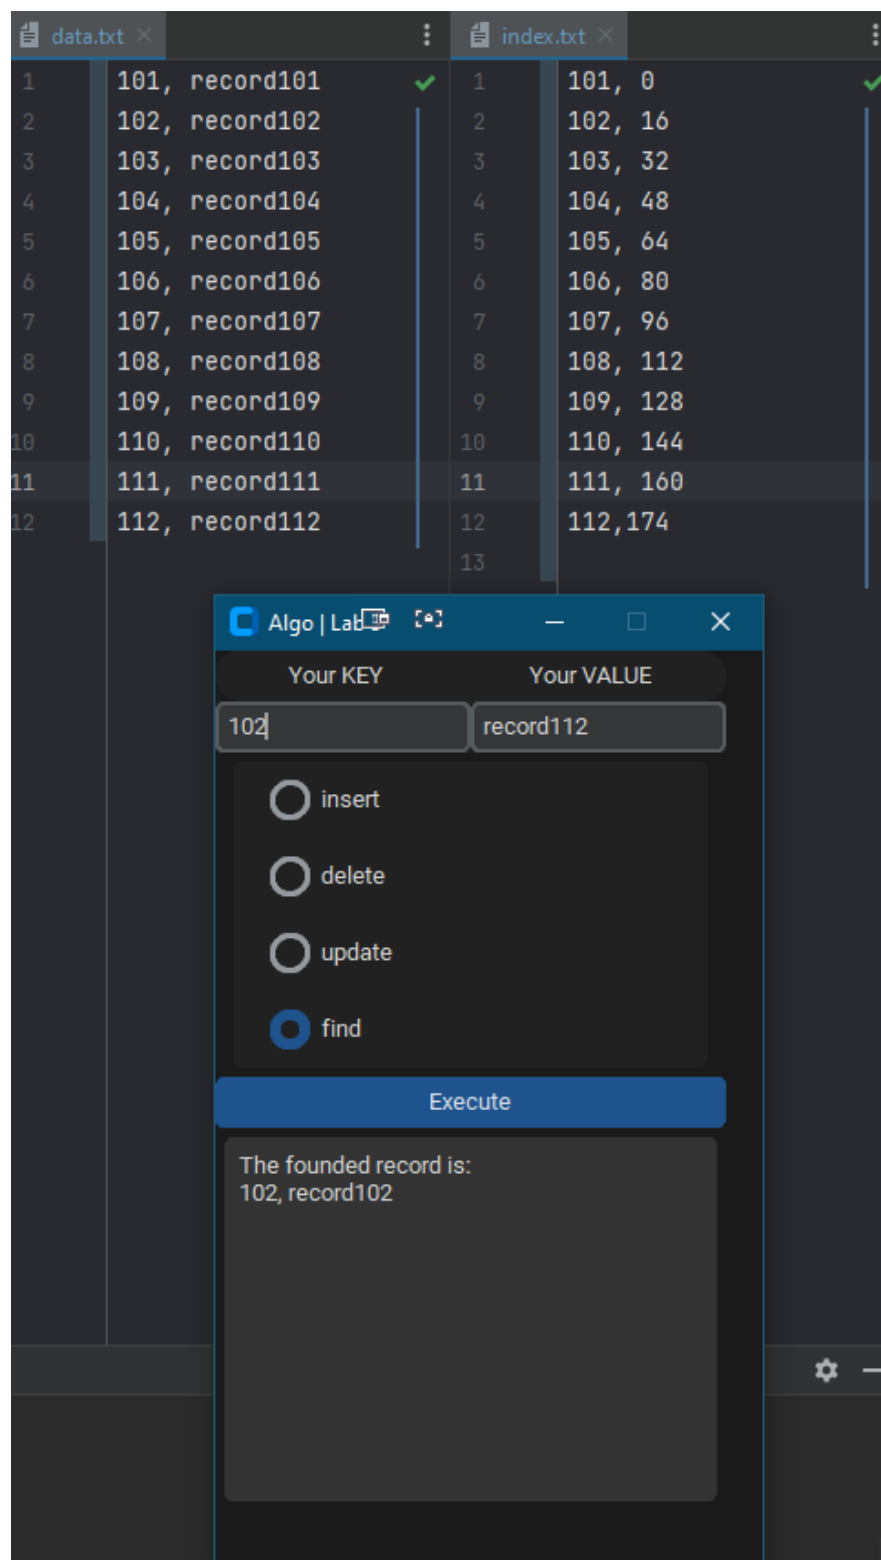 data.txt
1 101, record101
2 102, record102
3 103, record103
4 104, record104
5 105, record105
6 106, record106
7 107, record107
8 108, record108
9 109, record109
10 110, record110
11 111, record111
12 112, record112
index.txt
1 101, 0
2 102, 16
3 103, 32
4 104, 48
5 105, 64
6 106, 80
7 107, 96
8 108, 112
9 109, 128
10 110, 144
11 111, 160
12 112,174
13
Algo | Lab
Your KEY Your VALUE
102 record112
insert
delete
update
find
Execute
The founded record is:
102, record102